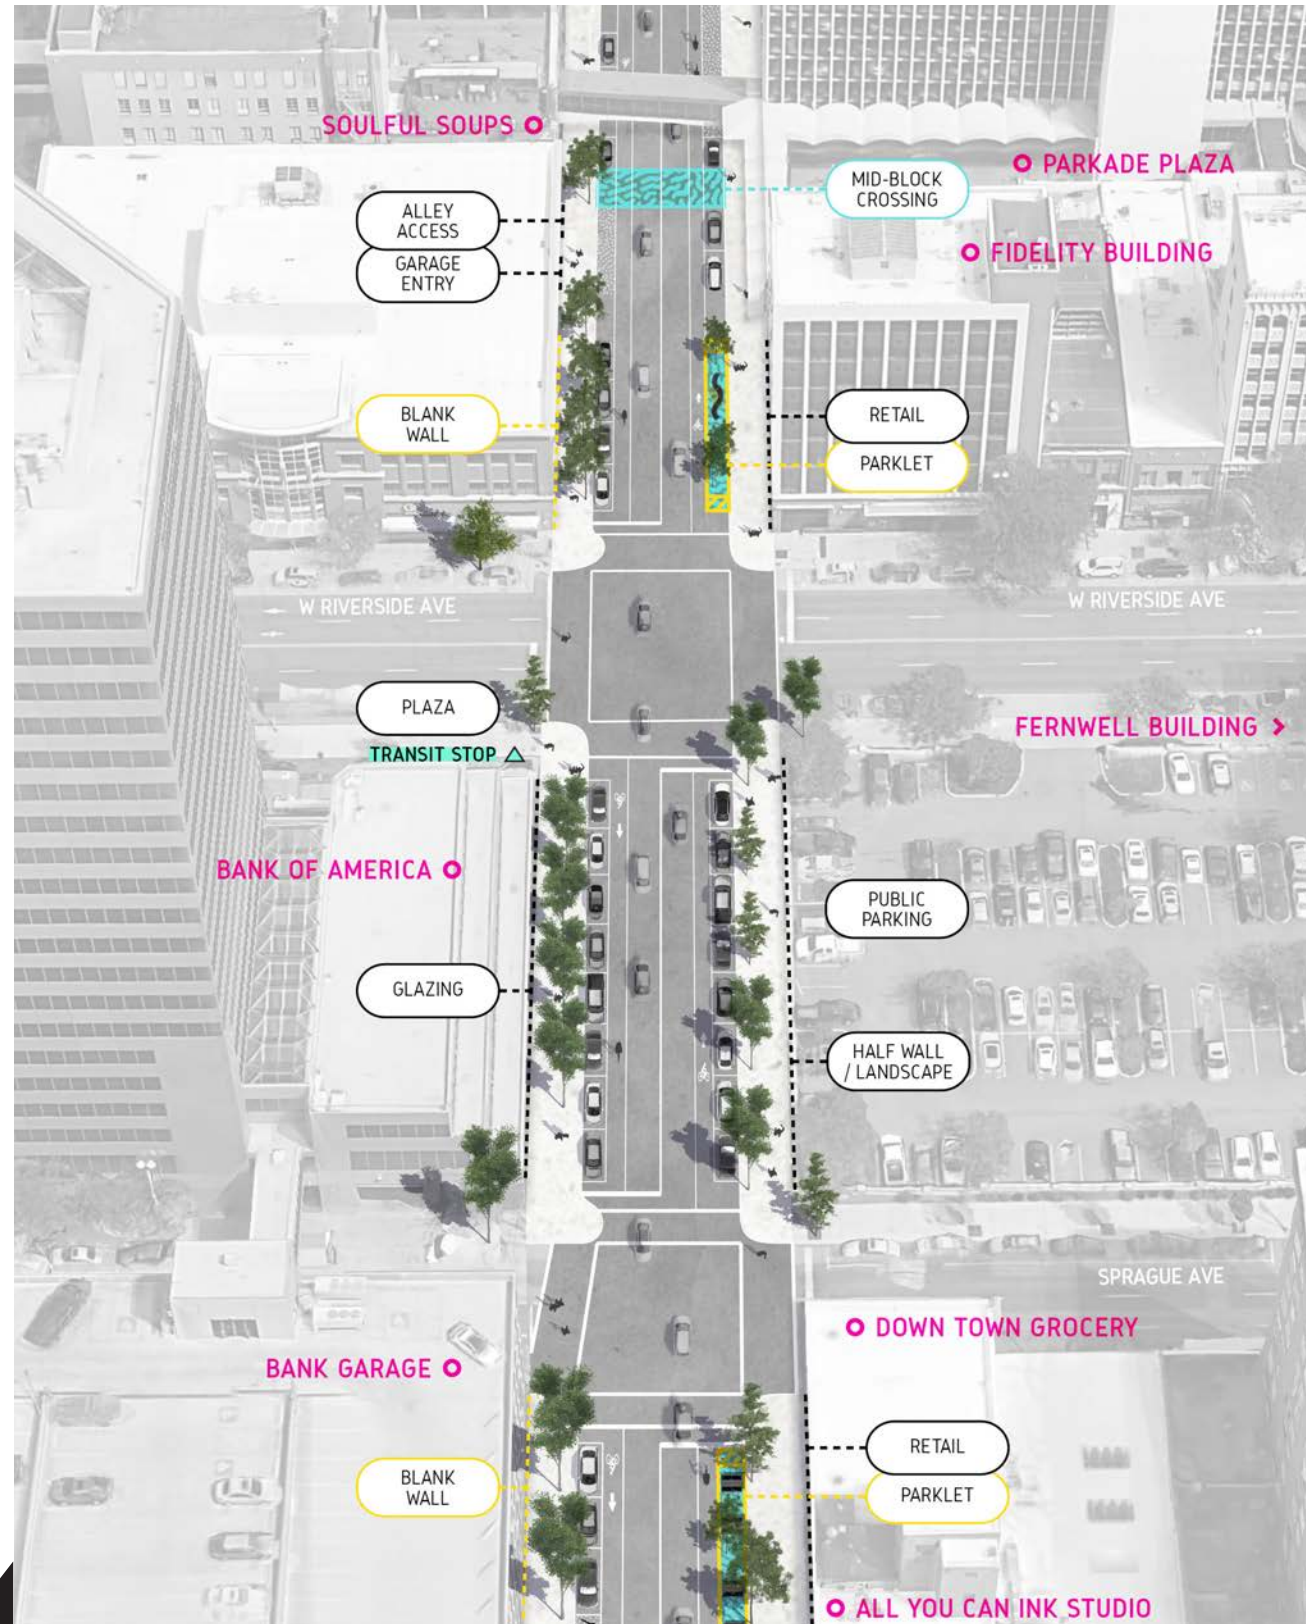 SOULFUL SOUPS
PARKADE PLAZA
MID-BLOCK
CROSSING
ALLEY
ACCESS
GARAGE
ENTRY
FIDELITY BUILDING
BLANK
WALL
RETAIL
PARKLET
W RIVERSIDE AVE
W RIVERSIDE AVE
PLAZA
TRANSIT STOP
FERNWELL BUILDING
BANK OF AMERICA
PUBLIC
PARKING
GLAZING
HALF WALL
/ LANDSCAPE
SPRAGUE AVE
DOWN TOWN GROCERY
BANK GARAGE
BLANK
WALL
RETAIL
PARKLET
ALL YOU CAN INK STUDIO